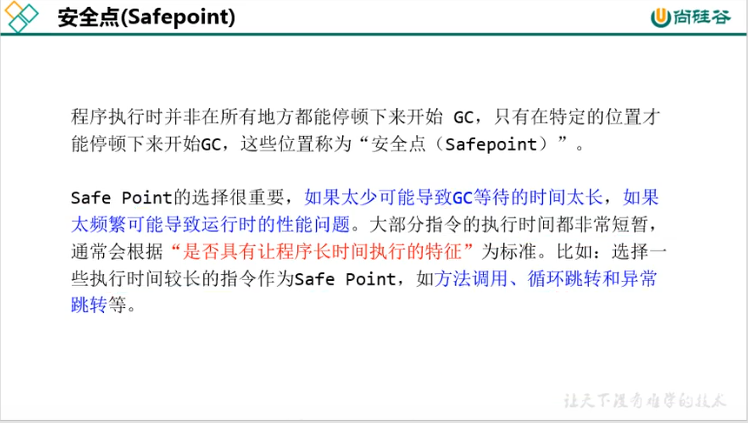 安全点(Safepoint)
尚硅谷
程序执行时并非在所有地方都能停顿下来开始 GC，只有在特定的位置才
能停顿下来开始GC，这些位置称为“安全点（Safepoint）”。
Safe Point的选择很重要，如果太少可能导致GC等待的时间太长，如果
太频繁可能导致运行时的性能问题。大部分指令的执行时间都非常短暂，
通常会根据“是否具有让程序长时间执行的特征”为标准。比如：选择一
些执行时间较长的指令作为Safe Point，如方法调用、循环跳转和异常
跳转等。
让天下没有难学的技术